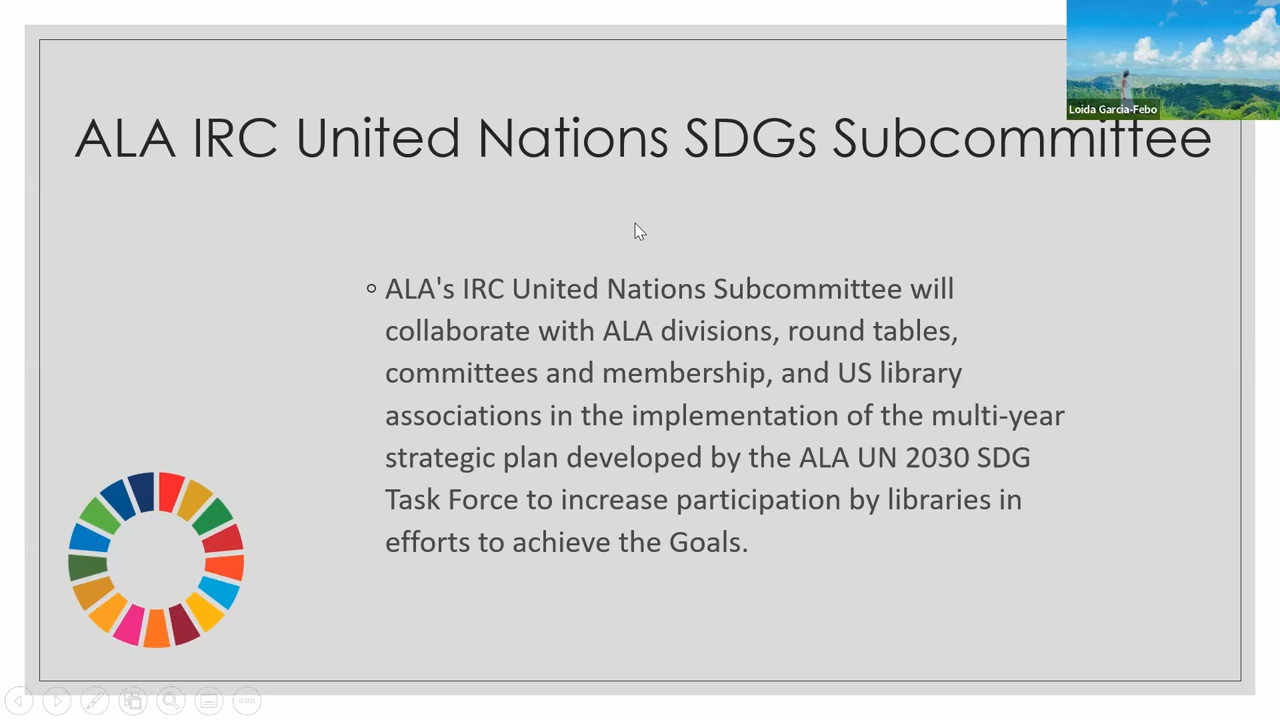 Loida Garcia-Febo
ALA IRC United Nations SDGs Subcommittee
ALA's IRC United Nations Subcommittee will
collaborate with ALA divisions, round tables,
committees and membership, and US library
associations in the implementation of the multi-year
strategic plan developed by the ALA UN 2030 SDG
Task Force to increase participation by libraries in
efforts to achieve the Goals.